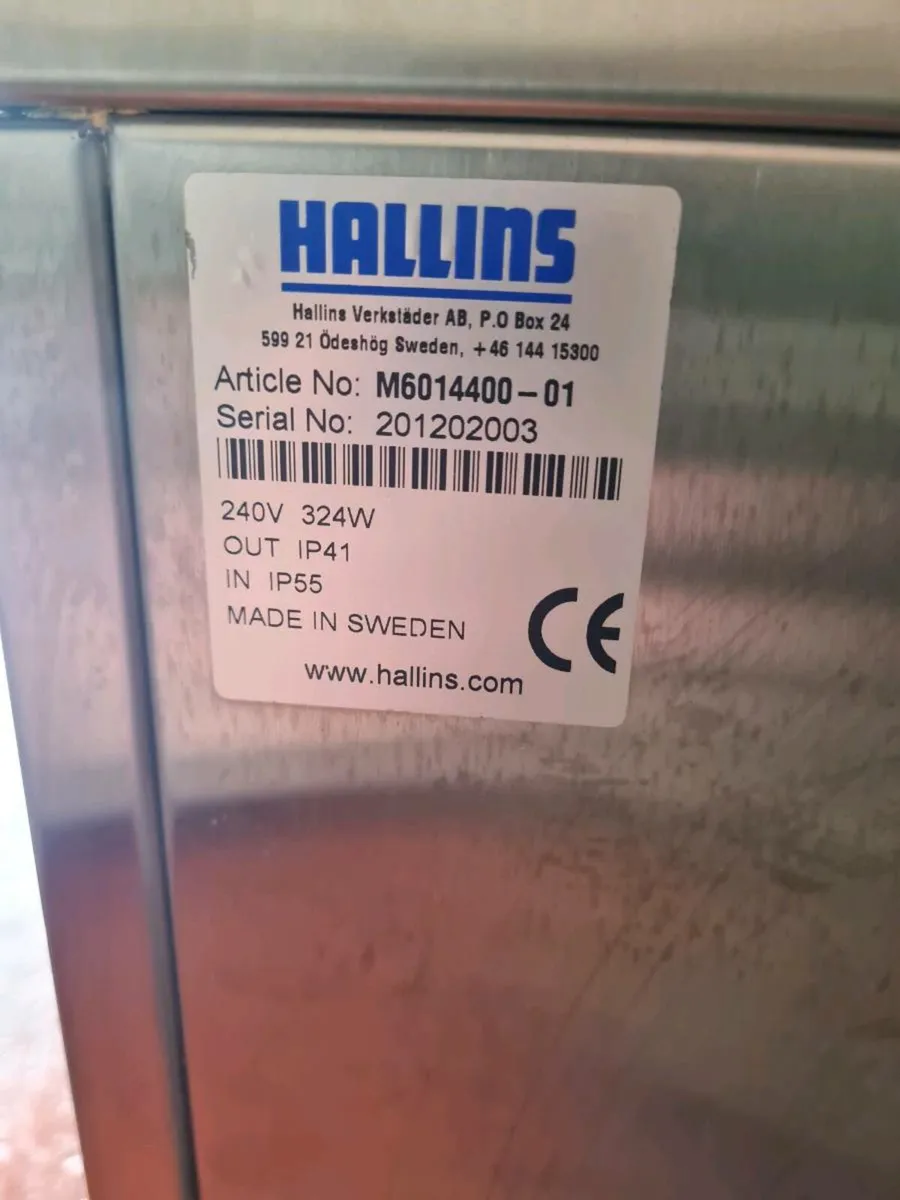 HALLINS
Hallins Verkstäder AB, P.O Box 24
599 21 Ödeshög Sweden, +46 144 15300
Article No: M6014400-01
Serial No: 201202003
240V 324W
OUT IP41
IN IP55
MADE IN SWEDEN
CE
www.hallins.com